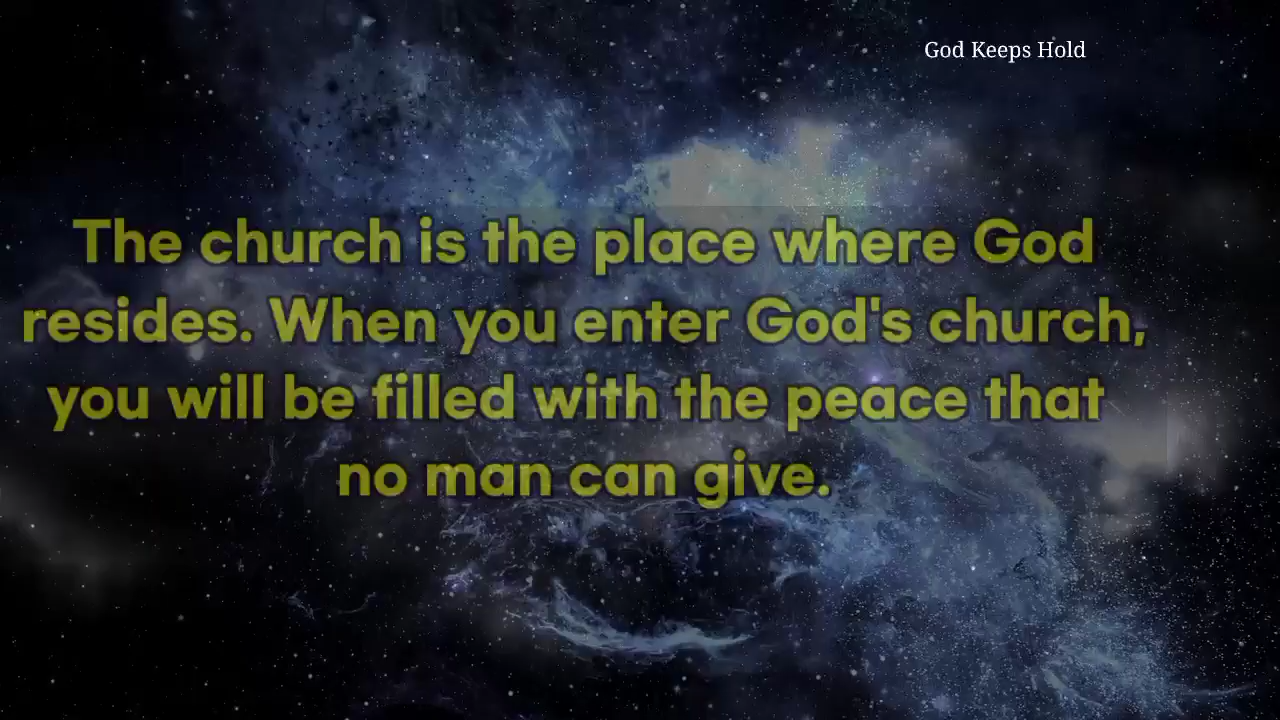 God Keeps Hold
The church is the place where God
resides. When you enter God's church,
you will be filled with the peace that
no man can give.